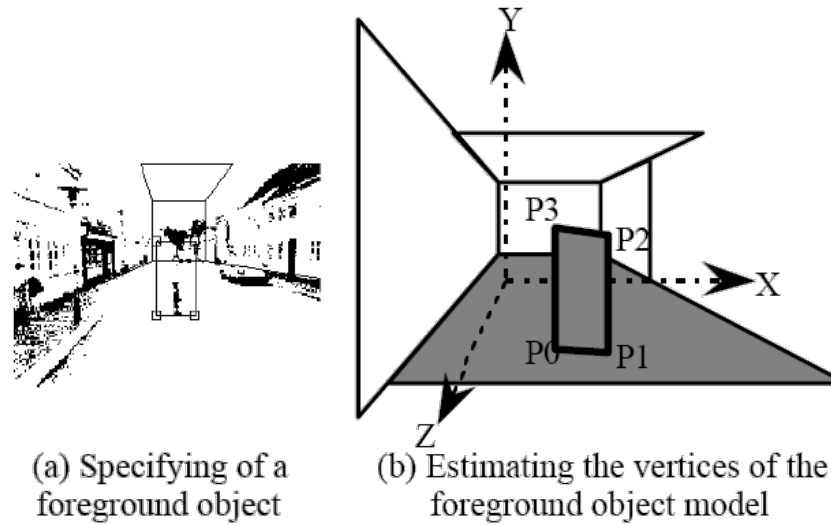 Y
P3
P2
X
P0
P1
Z
(a) Specifying of a
foreground object
(b) Estimating the vertices of the
foreground object model